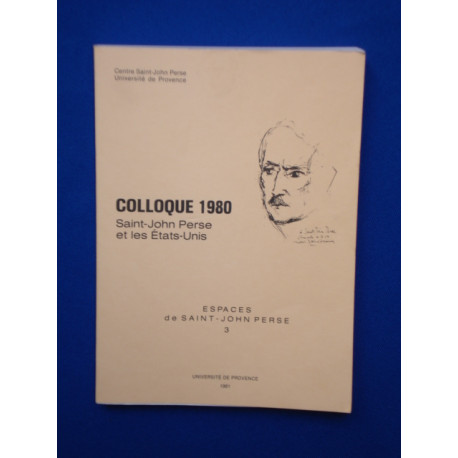 Centre Saint-John Perse
Université de Provence
COLLOQUE 1980
Saint-John Perse
et les États-Unis
ESPACES
de SAINT-JOHN PERSE
3
UNIVERSITÉ DE PROVENCE
1981